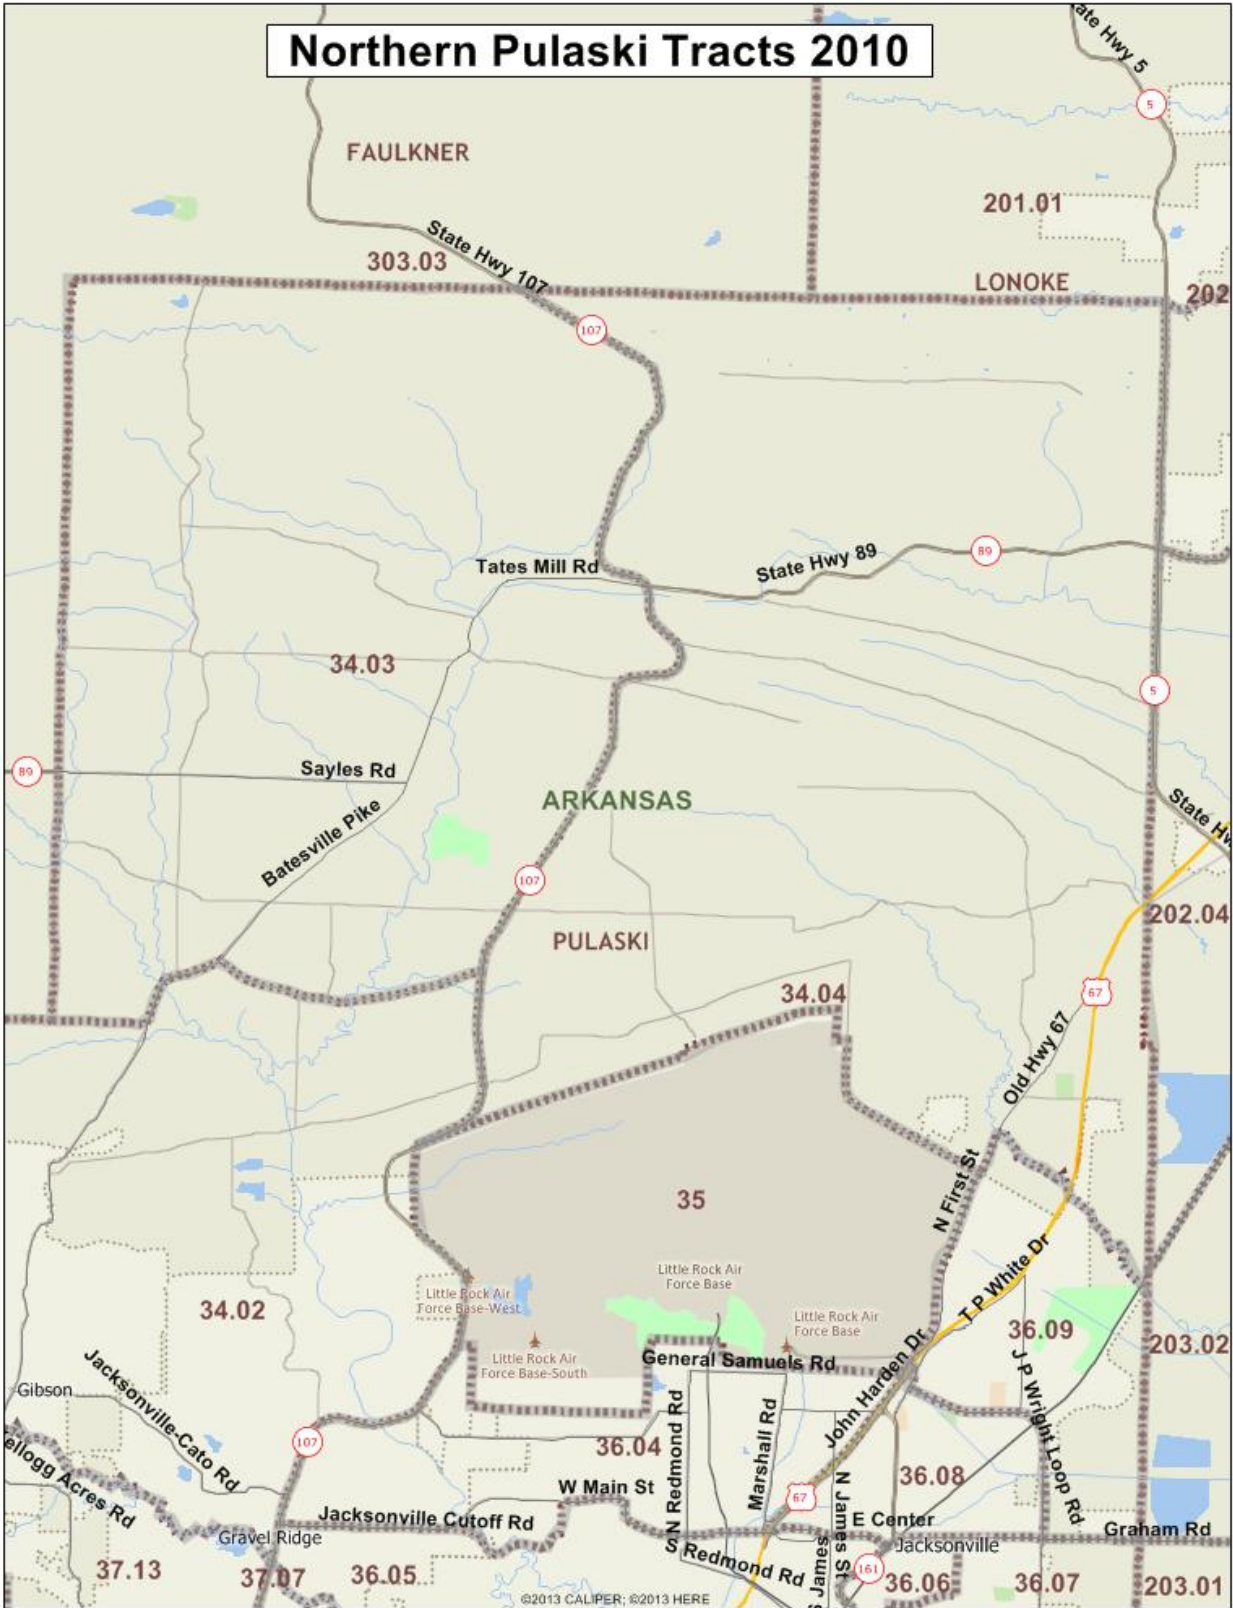 Northern Pulaski Tracts 2010
ate Hwy 5
5
FAULKNER
201.01
State Hwy 107
303.03
LONOKE
202
107
Tates Mill Rd
State Hwy 89
89
34.03
5
89
Sayles Rd
ARKANSAS
State Hw
Batesville Pike
107
202.04
PULASKI
34.04
67
Old Hwy 67
35
N First St
Little Rock Air
Force Base
Little Rock Air
Force Base-West
T P White Dr
34.02
Little Rock Air
Force Base
36.09
203.02
Little Rock Air
Force Base-South
General Samuels Rd
John Harden Dr
J P Wright Loop Rd
Gibson
Jacksonville-Cato Rd
107
36.04
N Redmond Rd
Marshall Rd
ellogg Acres Rd
36.08
W Main St
67
N James St
Jacksonville Cutoff Rd
E Center
Graham Rd
Gravel Ridge
S Redmond Rd
Jacksonville
S James
161
37.13
37.07
36.05
36.06
36.07
203.01
©2013 CALIPER; ©2013 HERE